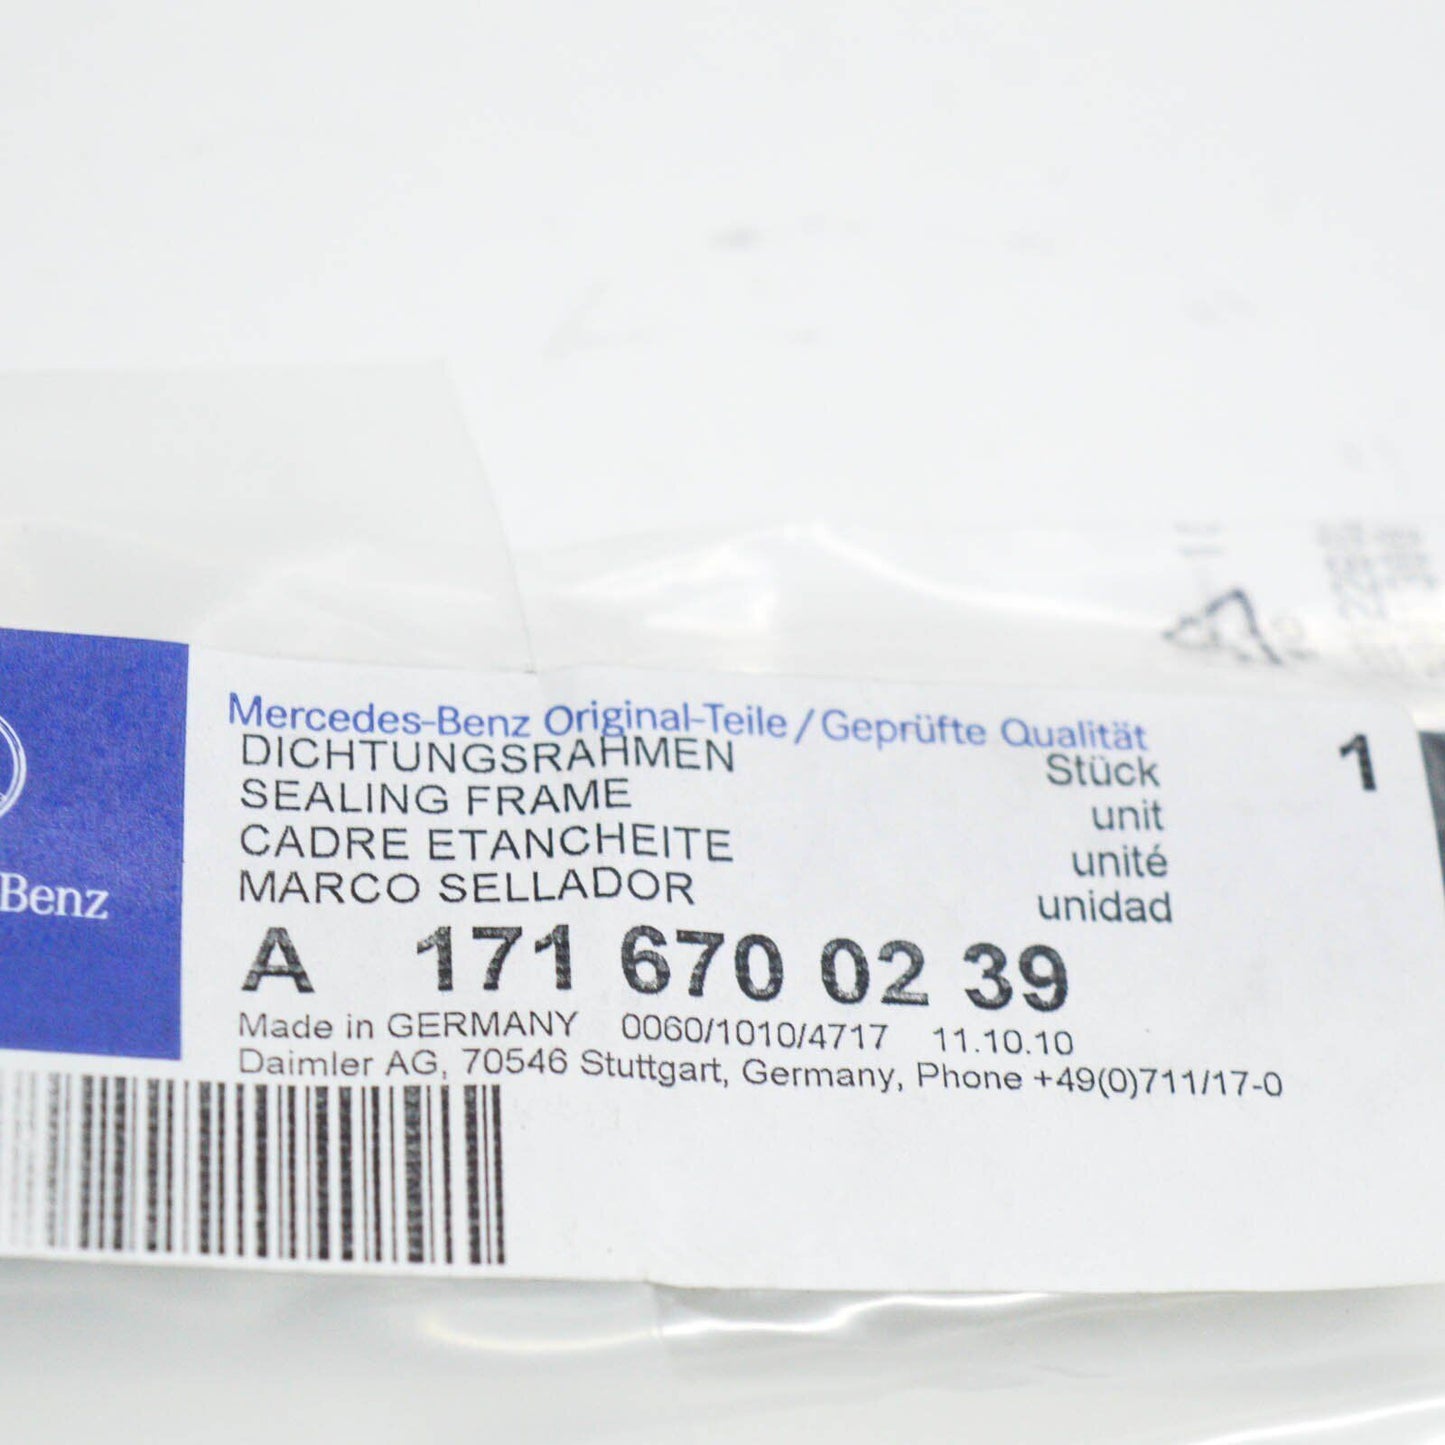 Mercedes-Benz Original-Teile/Geprüfte Qualität
DICHTUNGSRAHMEN Stück 1
SEALING FRAME unit
CADRE ETANCHEITE unité
MARCO SELLADOR unidad
Benz
A 171 670 02 39
Made in GERMANY 0060/1010/4717 11.10.10
Daimler AG, 70546 Stuttgart, Germany, Phone +49(0)711/17-0